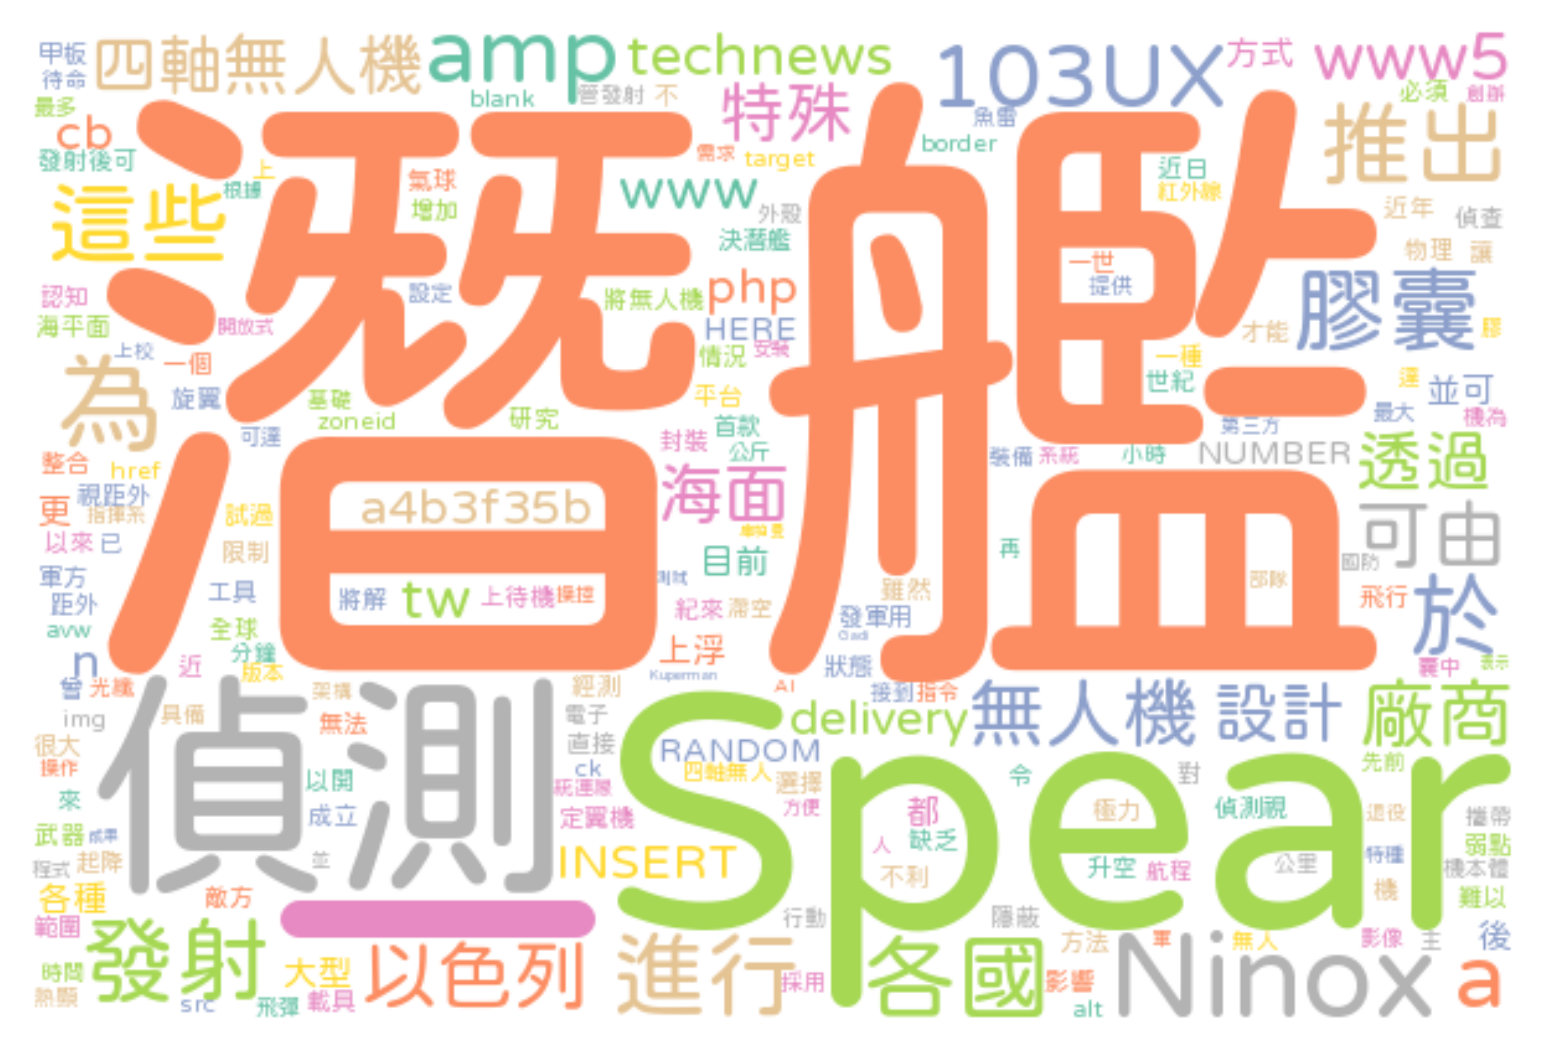 甲板
待命
四軸無人機
amp
technews
103UX
方式
www5
最多
cb
blank
管發射
不
特殊
魚雷
必須
創辦
發射後可
上
根據
氣球
增加
需求
target
border
近日
紅外線
推出
這些
www
外殼
決潛艦
近年
偵查
物理
讓
潛艦
一世
提供
認知
海平面
設定
開放式
將無人機
php
HERE
膠囊
膠
才能
上校
一個
為
旋翼
基礎
zoneid
研究
情況
安裝
平台
一種
世紀
達
並可
最大
機為
可達
封裝
首款
公斤
第三方
整合
href
視距外
更
指揮系
海面
裝備
系統
小時
NUMBER
透過
a4b3f35b
試過
限制
以來
已
目前
再
國防
可由
軍方
距外
avw
工具
全球
分鐘
版本
將解
tw
上待機
操控
測試
紀來
滯空
雖然
發軍用
Gadi
部隊
飛行
於
n
近
上浮
Kuperman
狀態
囊中
表示
曾
光纖
img
具備
架構
無法
經測
電子
直接
AI
接到
指令
delivery
無人機
設計
廠商
很大
操作
來
偵測
以開
成立
ck
統連線
定翼機
RANDOM
四軸無人
選擇
方便
令
對
先前
武器
成果
程式
起降
並
INSERT
Spear
都
人
缺乏
不利
極力
偵測視
升空
航程
公里
退役
特種
機
攜帶
弱點
機本體
難以
各種
敵方
範圍
發射
行動
隱蔽
方法
軍
無人
影像
主
後
時間
熱顯
src
飛彈
大型
載具
以色列
進行
採用
各國
影響
alt
Ninox
a